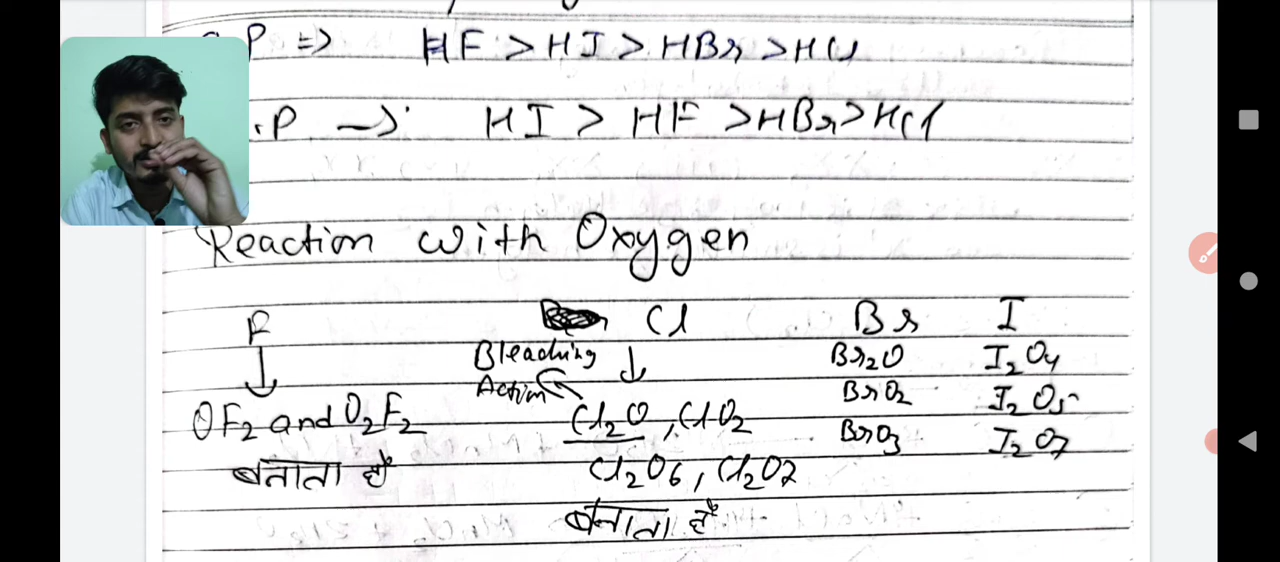 P => HF > HI > HBr > HCl
.P -> : HI > HF > HBr > HCl
Reaction with Oxygen
F Cl Br I
Bleaching Action
Br2O I2O4
BrO2 I2O5
OF2 and O2F2 Cl2O, ClO2 BrO3 I2O7
बनाता है Cl2O6, Cl2O7
बनाता है